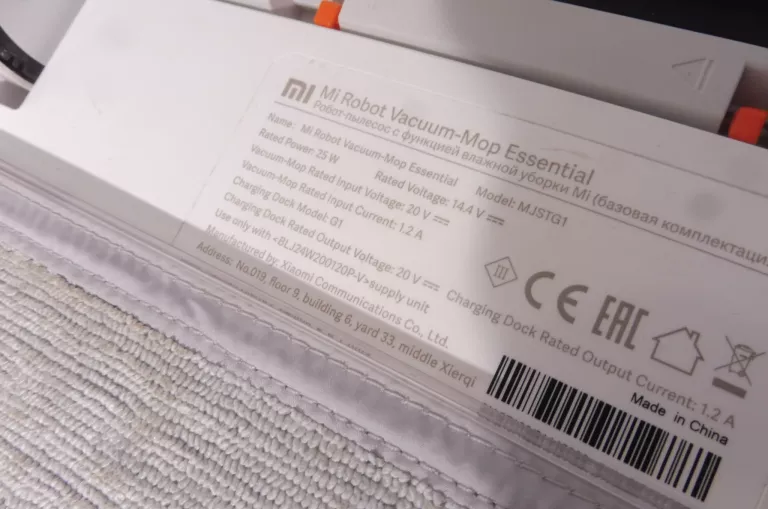 mi Mi Robot Vacuum-Mop Essential
Робот-пылесос с функцией влажной уборки Mi (базовая комплектация
Name: Mi Robot Vacuum-Mop Essential Model: MJSTG1
Rated Power: 25 W Rated Voltage: 14.4 V
Vacuum-Mop Rated Input Voltage: 20 V
Vacuum-Mop Rated Input Current: 1.2 A
Charging Dock Model: G1
Charging Dock Rated Output Voltage: 20 V Charging Dock Rated Output Current: 1.2 A
Use only with <BLJ24W200120P-V>supply unit
Manufactured by: Xiaomi Communications Co., Ltd.
Address: No.019, floor 9, building 6, yard 33, middle Xierqi
III CE EAC
Made in China